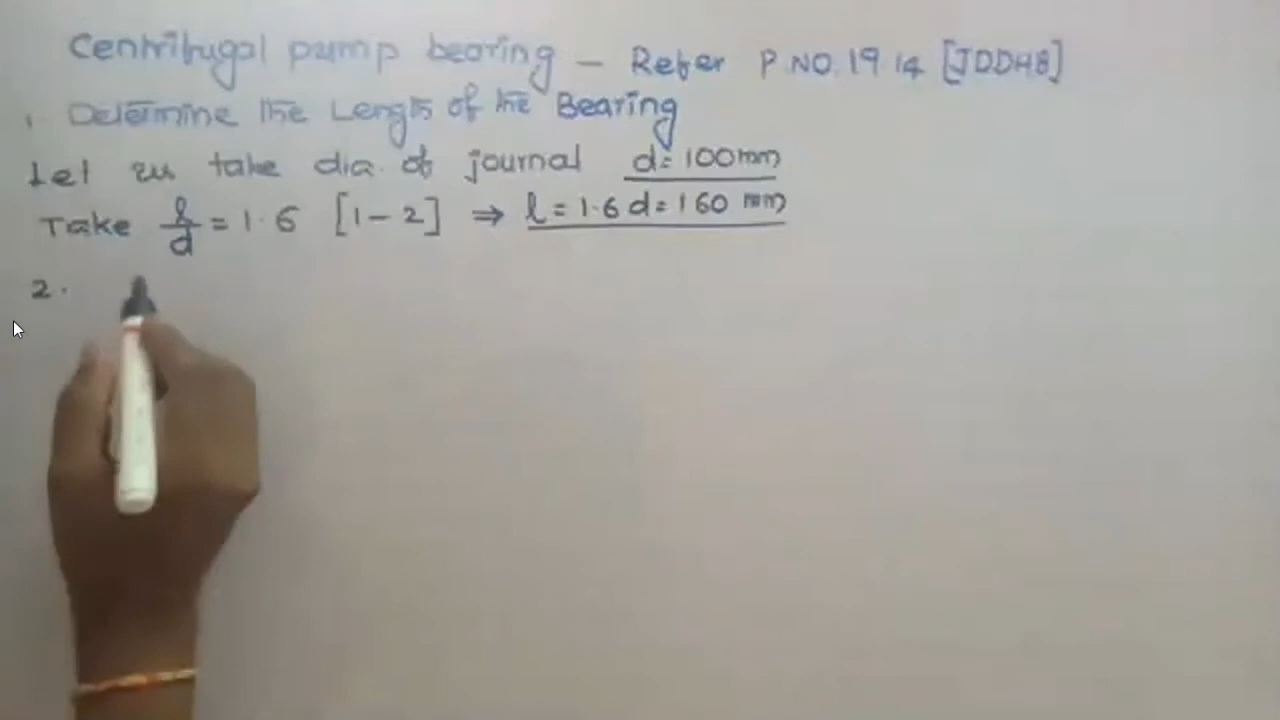 Centrifugal pump bearing - Refer P.NO.19.14 [JDDHB]
1. Determine the Length of the Bearing
Let us take dia. of journal d = 100mm
Take l/d = 1.6 [1-2] ⇒ l = 1.6 d = 160 mm
2.